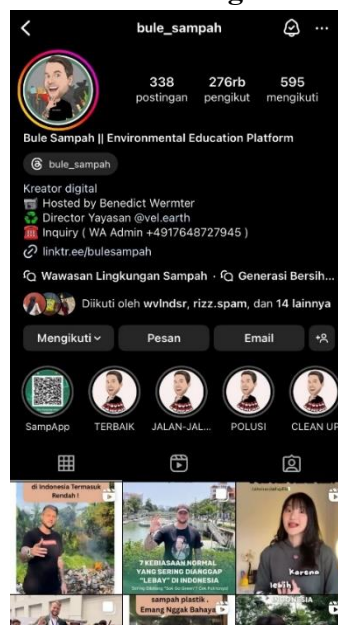 bule_sampah
338 276rb 595
postingan pengikut mengikuti
Bule Sampah || Environmental Education Platform
bule_sampah
Kreator digital
Hosted by Benedict Wermter
Director Yayasan @vel.earth
Inquiry ( WA Admin +4917648727945 )
linktr.ee/bulesampah
Wawasan Lingkungan Sampah · Generasi Bersih...
Diikuti oleh wvlndsr, rizz.spam, dan 14 lainnya
Mengikuti Pesan Email
SampApp TERBAIK JALAN-JAL... POLUSI CLEAN UP
di Indonesia Termasuk
Rendah !
7 KEBIASAAN NORMAL
YANG SERING DIANGGAP
"LEBAY" DI INDONESIA
Karena
lebih
sampah plastik .
Emang Nggak Bahaya